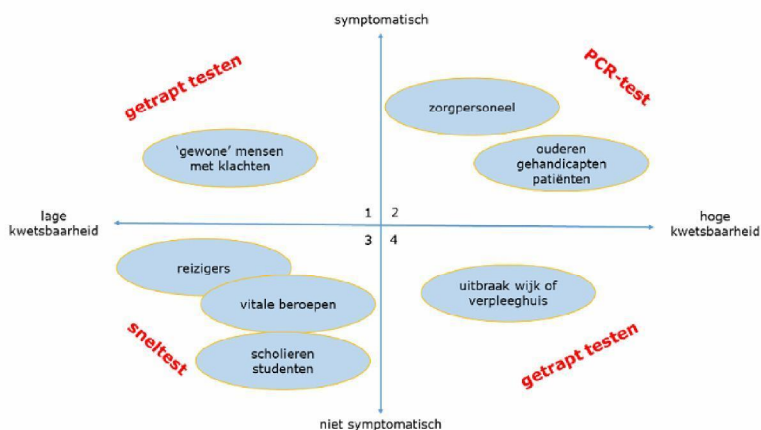 symptomatisch
getrapt testen
PCR-test
zorgpersoneel
'gewone' mensen
met klachten
ouderen
gehandicapten
patiënten
1 2
lage
kwetsbaarheid
hoge
kwetsbaarheid
3 4
reizigers
vitale beroepen
scholieren
studenten
sneltest
uitbraak wijk of
verpleeghuis
getrapt testen
niet symptomatisch